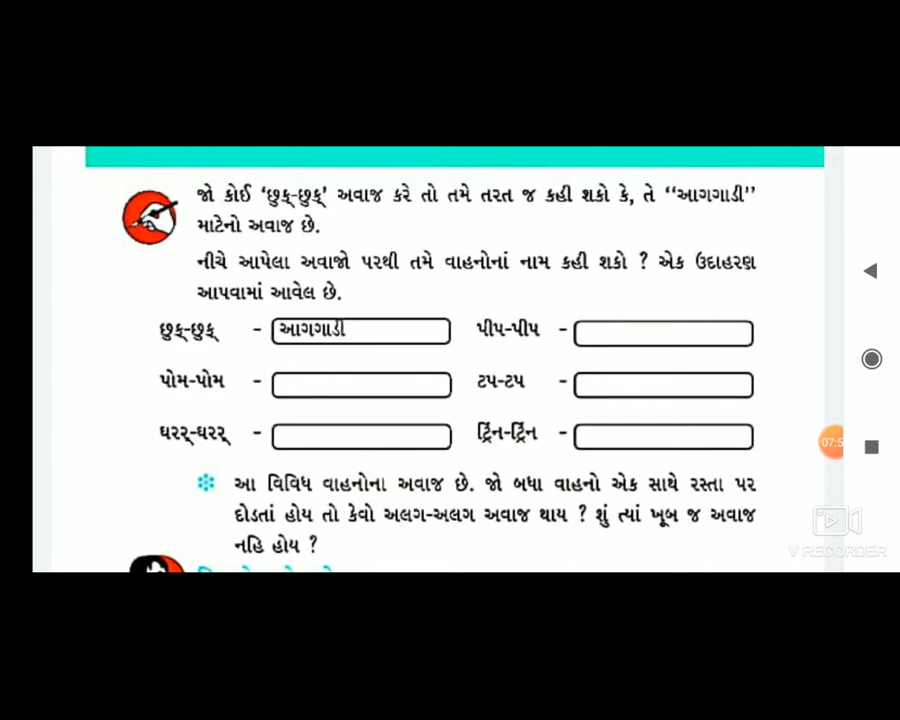 જો કોઈ ‘છુક્-છુક્’ અવાજ કરે તો તમે તરત જ કહી શકો કે, તે “આગગાડી”
માટેનો અવાજ છે.
નીચે આપેલા અવાજો પરથી તમે વાહનોનાં નામ કહી શકો ? એક ઉદાહરણ
આપવામાં આવેલ છે.
છુક્-છુક્ - આગગાડી પીપ-પીપ -
પોમ-પોમ - ટપ-ટપ -
ઘરર્-ઘરર્ - ટ્રિંન-ટ્રિંન -
આ વિવિધ વાહનોના અવાજ છે. જો બધા વાહનો એક સાથે રસ્તા પર
દોડતાં હોય તો કેવો અલગ-અલગ અવાજ થાય ? શું ત્યાં ખૂબ જ અવાજ
નહિ હોય ?
07:5
V RECORDER